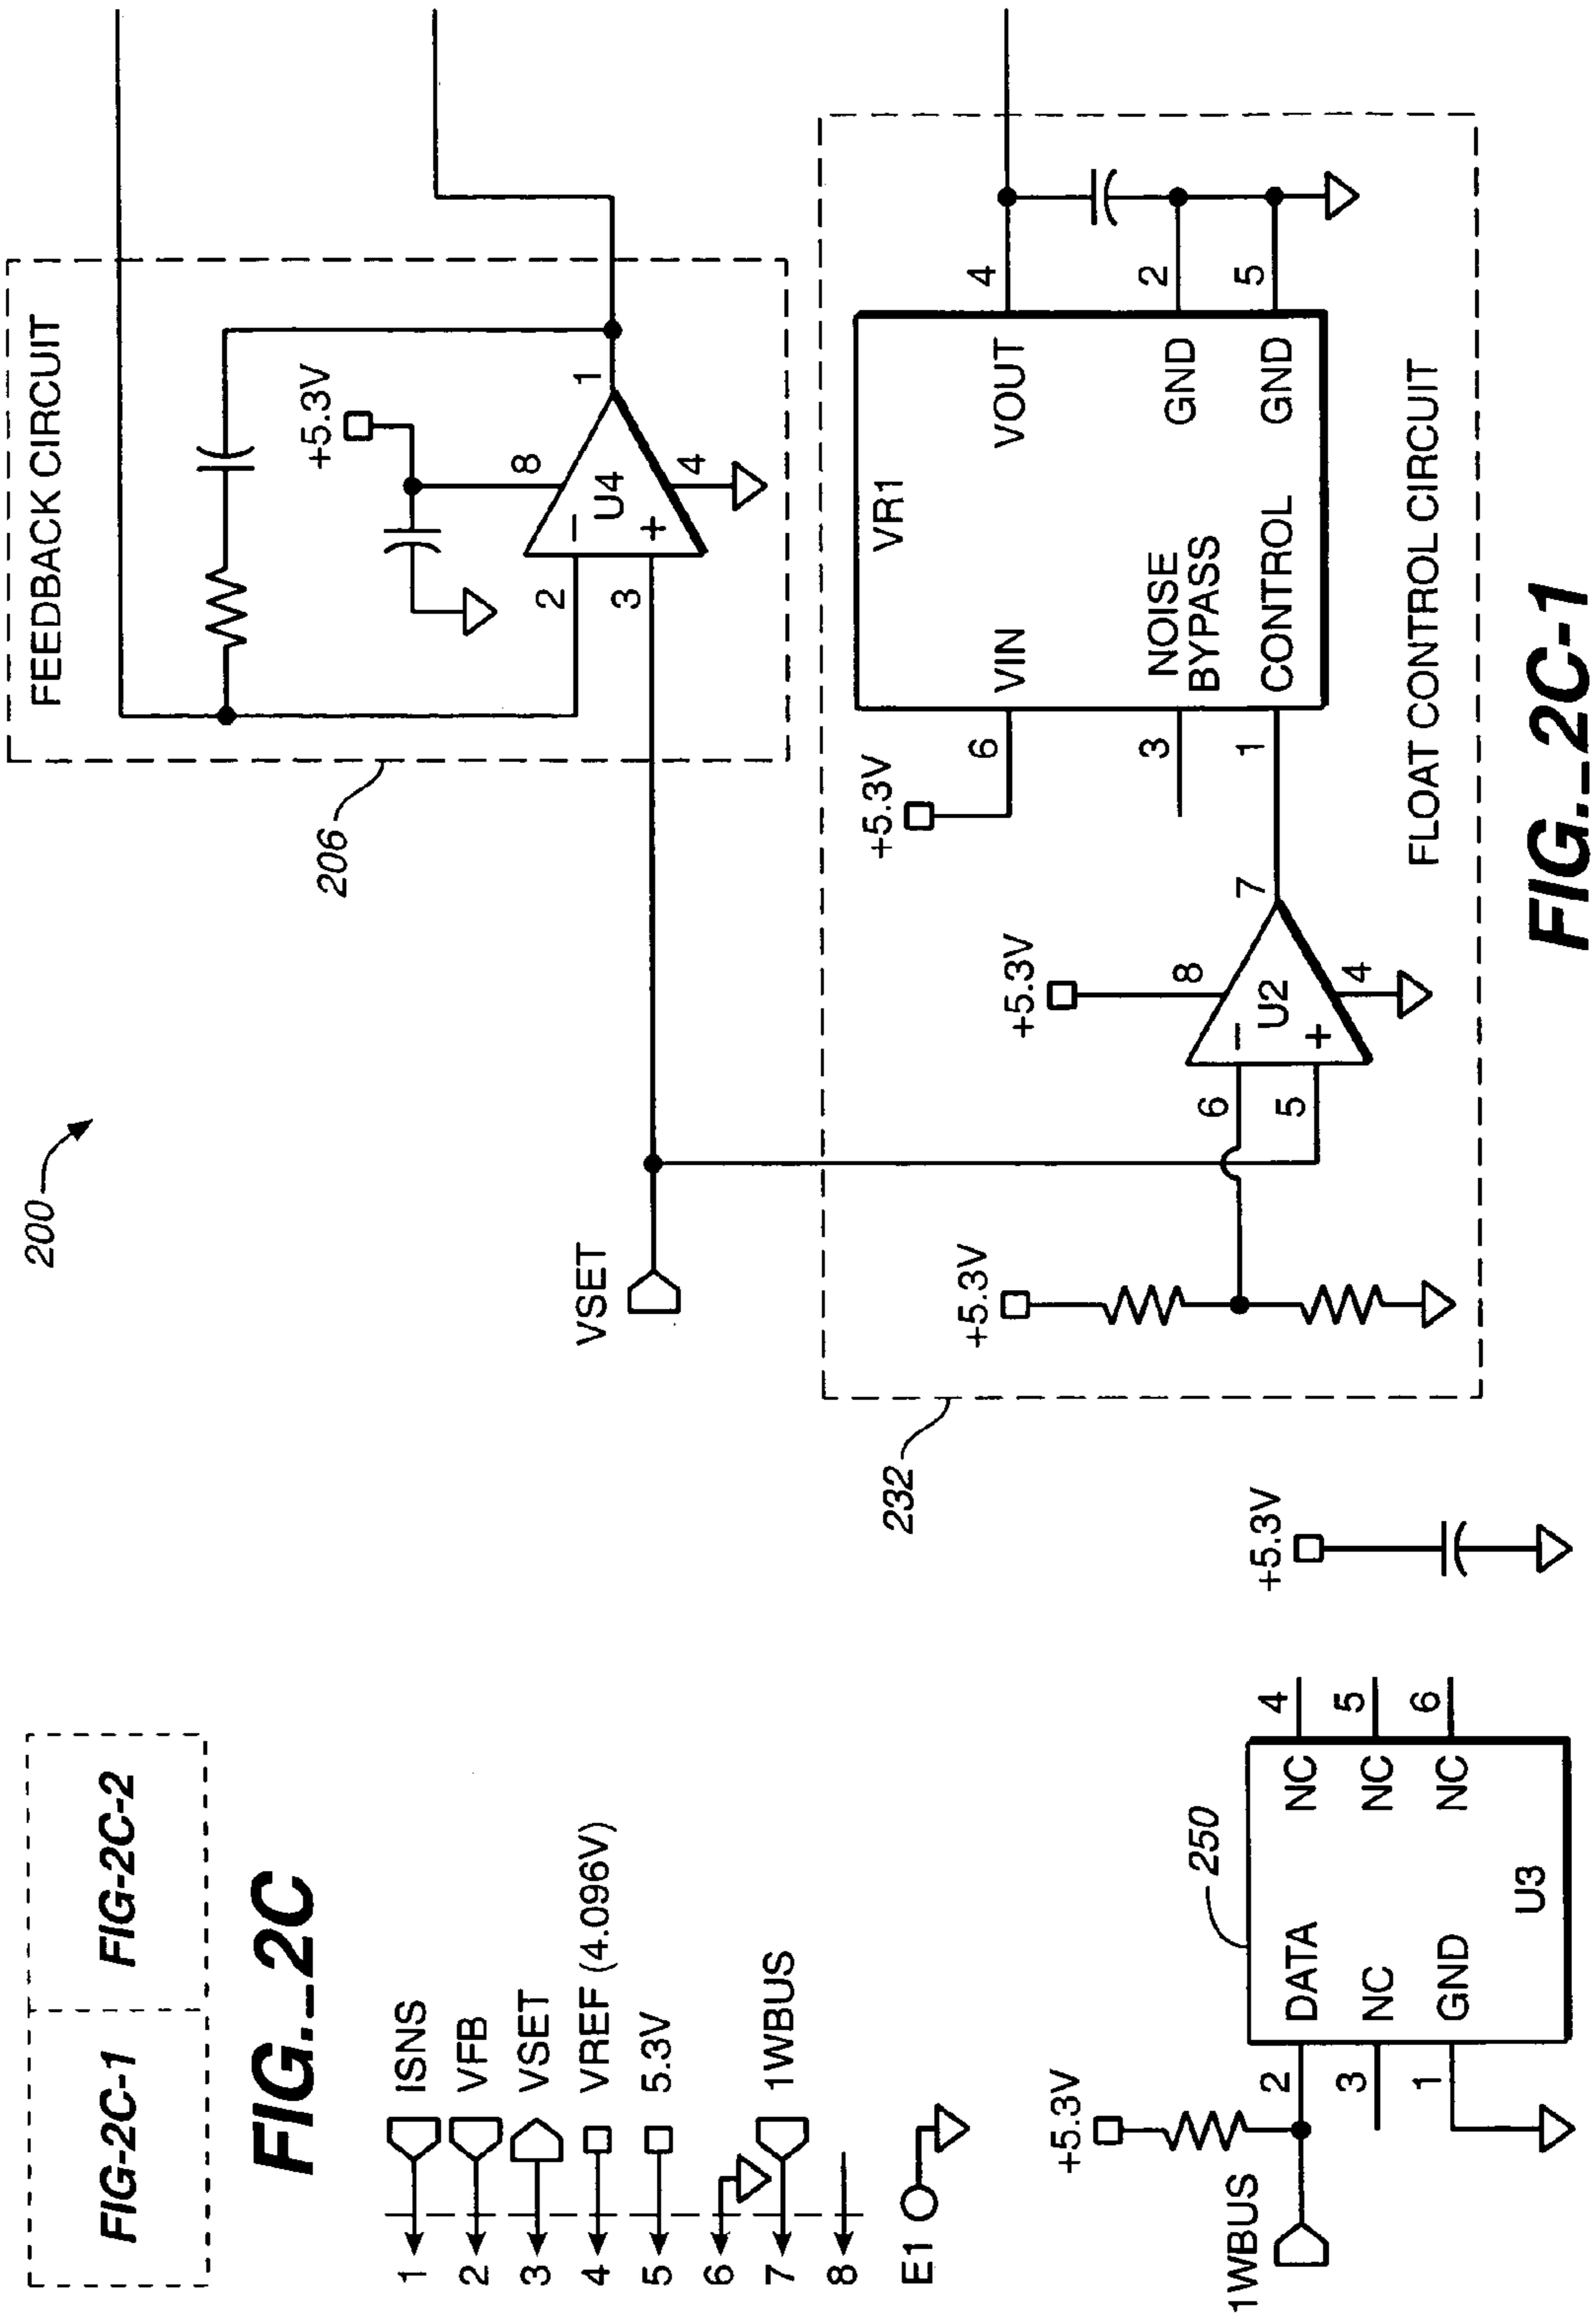 FIG-2C-1
FIG-2C-2
FIG._2C
1
ISNS
2
VFB
3
VSET
4
VREF (4.096V)
5
5.3V
6
7
1WBUS
8
E1
+5.3V
1WBUS
2
3
1
DATA
NC
GND
250
NC
NC
NC
U3
4
5
6
+5.3V
200
VSET
206
FEEDBACK CIRCUIT
+5.3V
2
3
8
–
+
U4
4
1
232
+5.3V
6
5
+5.3V
8
–
+
U2
4
7
+5.3V
6
3
1
VR1
VIN
NOISE
BYPASS
CONTROL
VOUT
GND
GND
4
2
5
FLOAT CONTROL CIRCUIT
FIG._2C-1